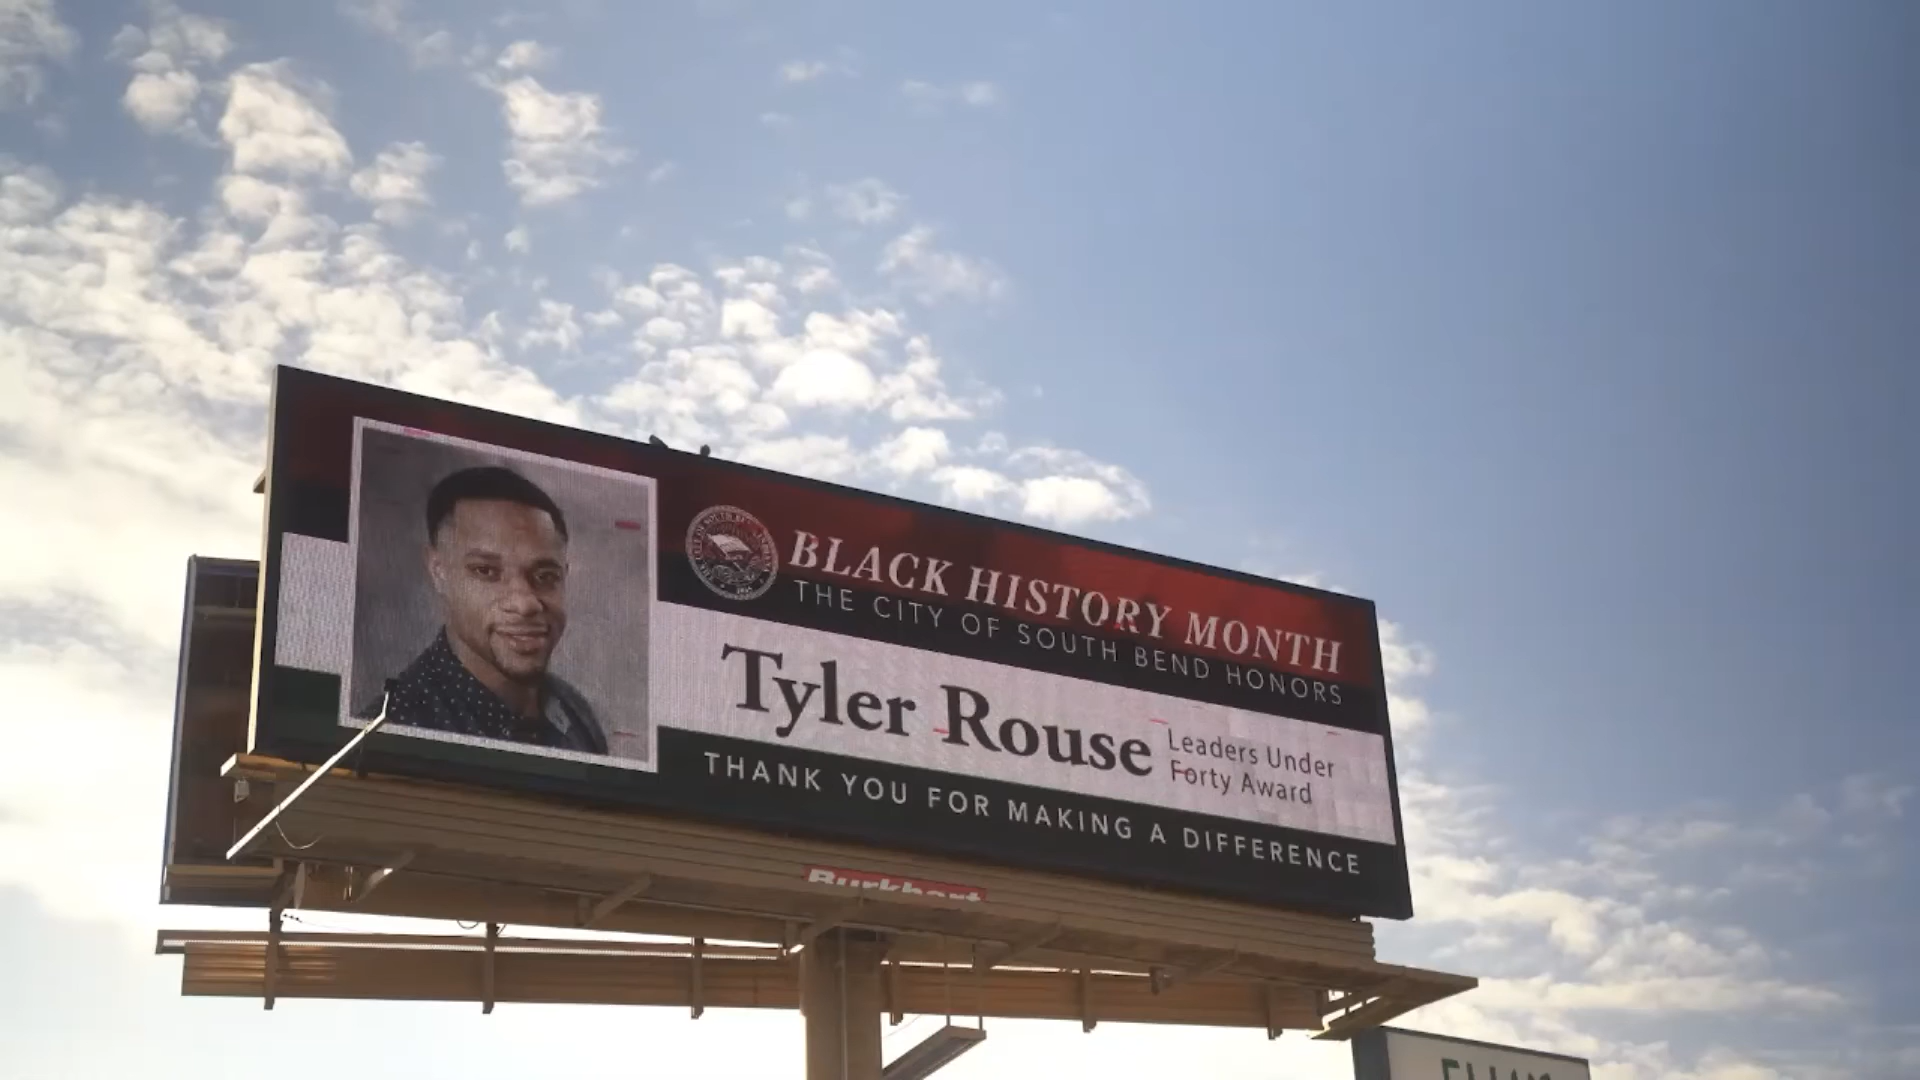 BLACK HISTORY MONTH
THE CITY OF SOUTH BEND HONORS
Tyler Rouse
Leaders Under
Forty Award
THANK YOU FOR MAKING A DIFFERENCE
Burkhart